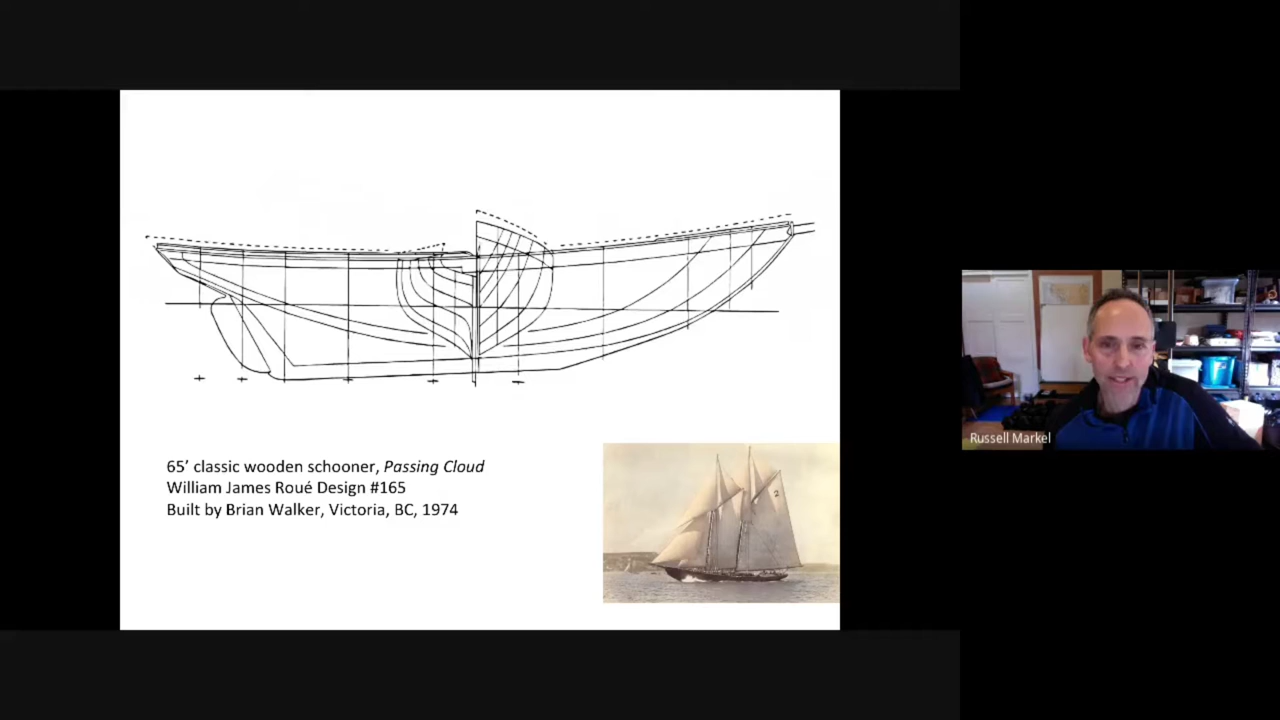 65’ classic wooden schooner, Passing Cloud
William James Roué Design #165
Built by Brian Walker, Victoria, BC, 1974
2
Russell Markel